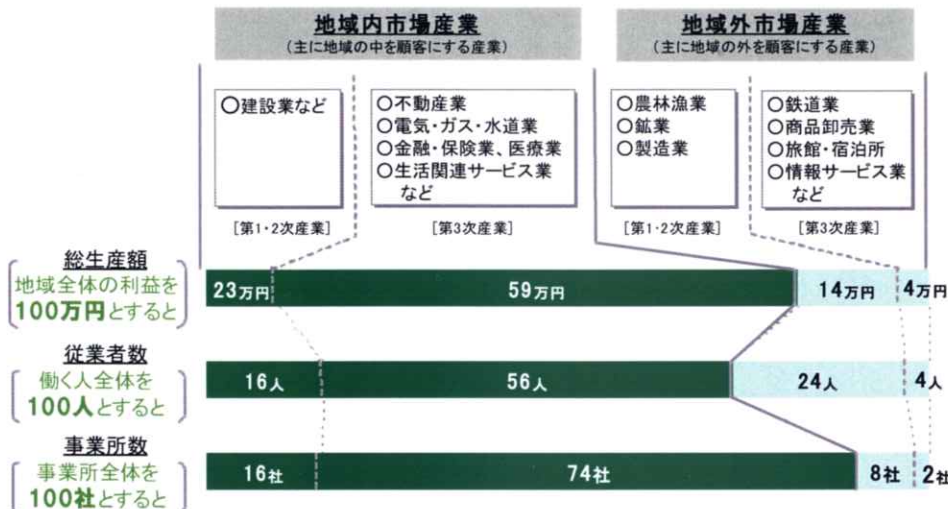 地域内市場産業
(主に地域の中を顧客にする産業)
地域外市場産業
(主に地域の外を顧客にする産業)
○建設業など
○不動産業
○電気・ガス・水道業
○金融・保険業、医療業
○生活関連サービス業
など
○農林漁業
○鉱業
○製造業
○鉄道業
○商品卸売業
○旅館・宿泊所
○情報サービス業
など
[第1・2次産業]
[第3次産業]
[第1・2次産業]
[第3次産業]
総生産額
地域全体の利益を
100万円とすると
23万円
59万円
14万円
4万円
従業者数
働く人全体を
100人とすると
16人
56人
24人
4人
事業所数
事業所全体を
100社とすると
16社
74社
8社
2社